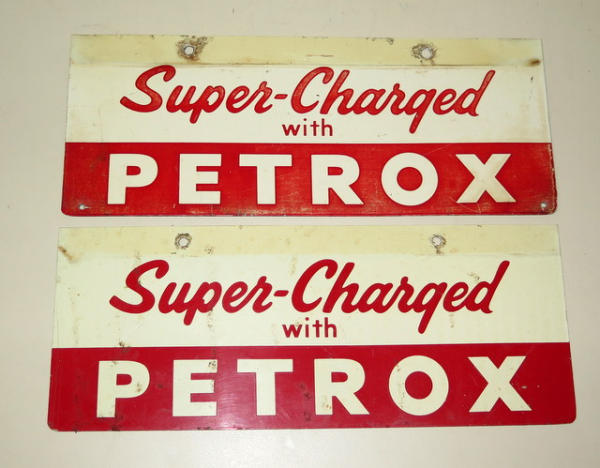 Super-Charged
with
PETROX
Super-Charged
with
PETROX